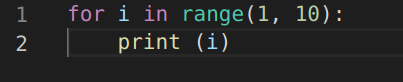 1 for i in range(1, 10):
2     print (i)